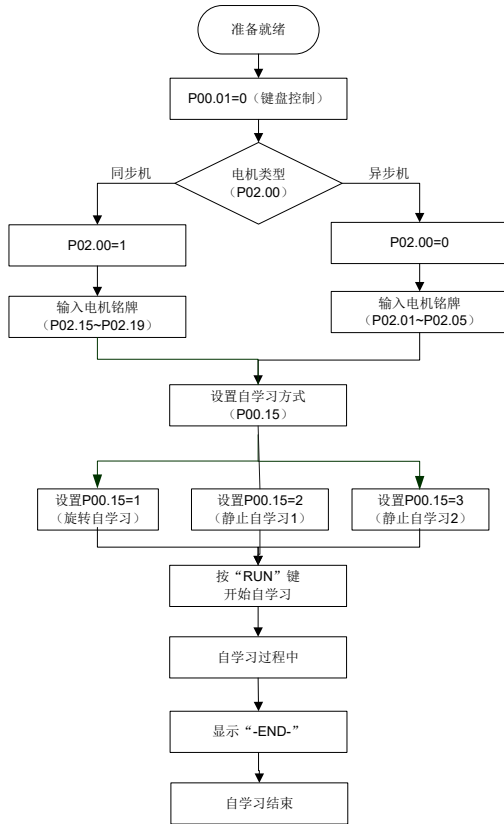 准备就绪
P00.01=0（键盘控制）
电机类型
（P02.00）
同步机
异步机
P02.00=1
P02.00=0
输入电机铭牌
（P02.15~P02.19）
输入电机铭牌
（P02.01~P02.05）
设置自学习方式
（P00.15）
设置P00.15=1
（旋转自学习）
设置P00.15=2
（静止自学习1）
设置P00.15=3
（静止自学习2）
按“RUN”键
开始自学习
自学习过程中
显示“-END-”
自学习结束